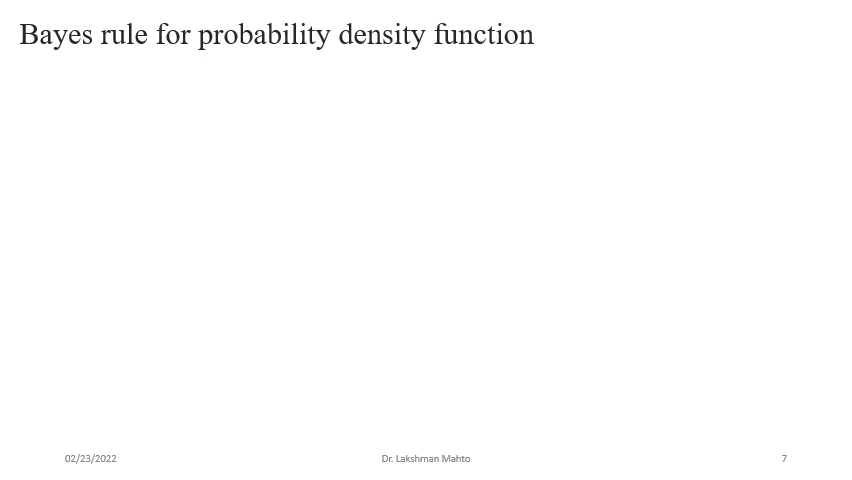 Bayes rule for probability density function
02/23/2022
Dr. Lakshman Mahto
7